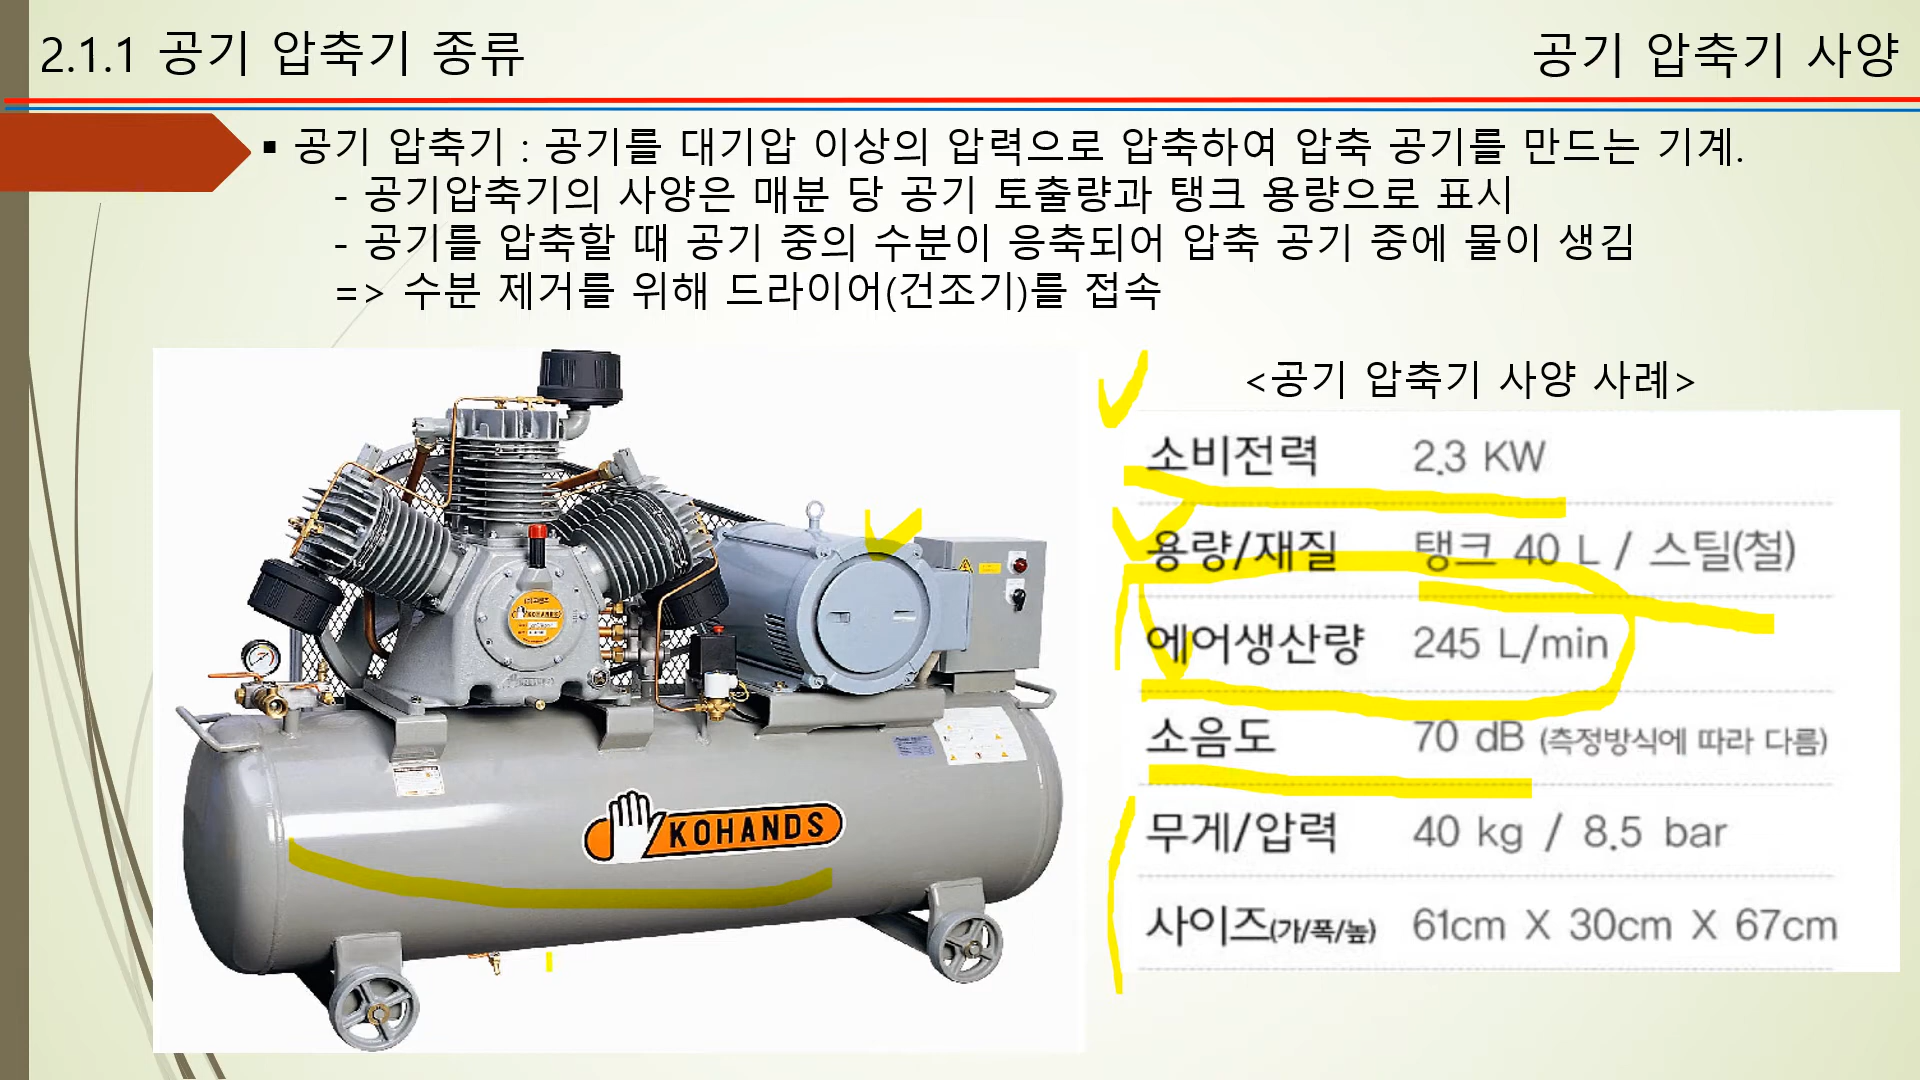 2.1.1 공기 압축기 종류
공기 압축기 사양
▪ 공기 압축기 : 공기를 대기압 이상의 압력으로 압축하여 압축 공기를 만드는 기계.
- 공기압축기의 사양은 매분 당 공기 토출량과 탱크 용량으로 표시
- 공기를 압축할 때 공기 중의 수분이 응축되어 압축 공기 중에 물이 생김
=> 수분 제거를 위해 드라이어(건조기)를 접속
<공기 압축기 사양 사례>
소비전력 2.3 KW
용량/재질 탱크 40 L / 스틸(철)
에어생산량 245 L/min
소음도 70 dB (측정방식에 따라 다름)
무게/압력 40 kg / 8.5 bar
사이즈(가/폭/높) 61cm X 30cm X 67cm
KOHANDS
KOHANDS